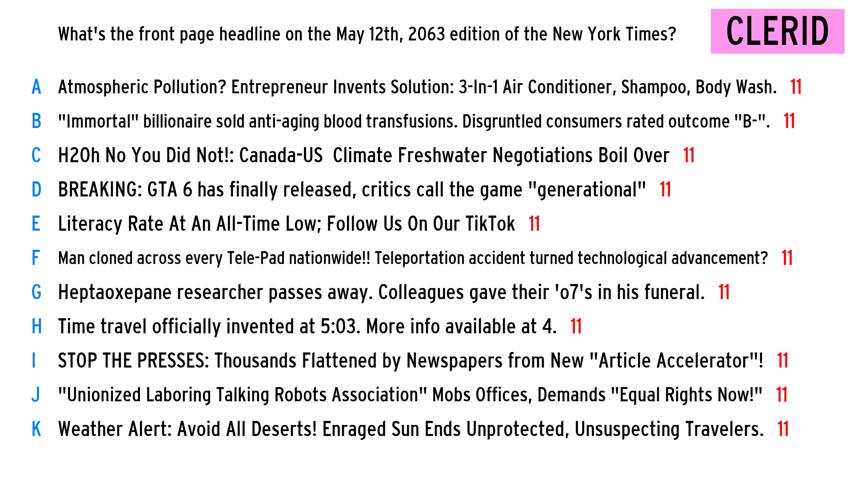 What's the front page headline on the May 12th, 2063 edition of the New York Times?
CLERID
A Atmospheric Pollution? Entrepreneur Invents Solution: 3-In-1 Air Conditioner, Shampoo, Body Wash. 11
B "Immortal" billionaire sold anti-aging blood transfusions. Disgruntled consumers rated outcome "B-". 11
C H20h No You Did Not!: Canada-US Climate Freshwater Negotiations Boil Over 11
D BREAKING: GTA 6 has finally released, critics call the game "generational" 11
E Literacy Rate At An All-Time Low; Follow Us On Our TikTok 11
F Man cloned across every Tele-Pad nationwide!! Teleportation accident turned technological advancement? 11
G Heptaoxepane researcher passes away. Colleagues gave their 'o7's in his funeral. 11
H Time travel officially invented at 5:03. More info available at 4. 11
I STOP THE PRESSES: Thousands Flattened by Newspapers from New "Article Accelerator"! 11
J "Unionized Laboring Talking Robots Association" Mobs Offices, Demands "Equal Rights Now!" 11
K Weather Alert: Avoid All Deserts! Enraged Sun Ends Unprotected, Unsuspecting Travelers. 11